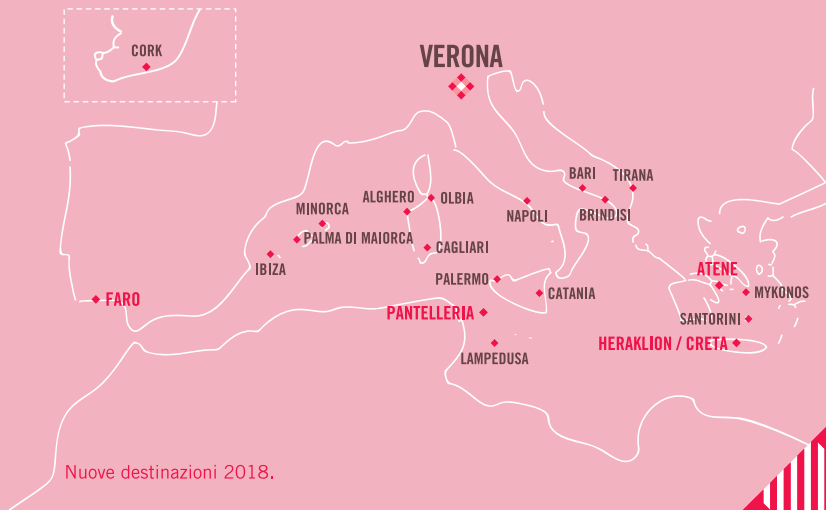 CORK
VERONA
BARI
TIRANA
ALGHERO
OLBIA
MINORCA
NAPOLI
BRINDISI
PALMA DI MAIORCA
CAGLIARI
IBIZA
ATENE
PALERMO
CATANIA
MYKONOS
FARO
PANTELLERIA
SANTORINI
HERAKLION / CRETA
LAMPEDUSA
Nuove destinazioni 2018.